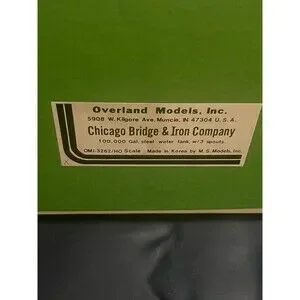 Overland Models, Inc.
5908 W. Kilgore Ave. Muncie, IN 47304 U.S.A.
Chicago Bridge & Iron Company
100,000 Gal. steel water tank w/3 spouts
OMI-3262/HO Scale Made in Korea by M.S. Models, Inc.